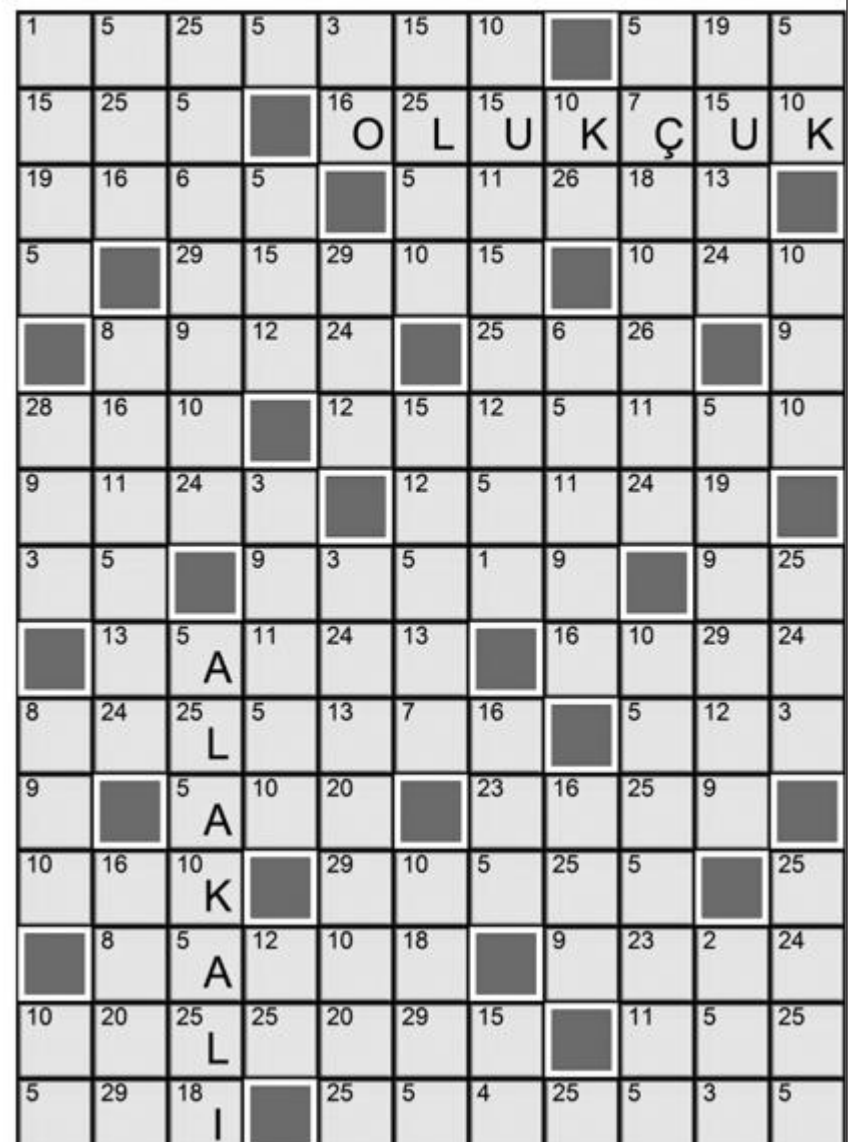 1 5 25 5 3 15 10 5 19 5
15 25 5 16 O 25 L 15 U 10 K 7 Ç 15 U 10 K
19 16 6 5 5 11 26 18 13
5 29 15 29 10 15 10 24 10
8 9 12 24 25 6 26 9
28 16 10 12 15 12 5 11 5 10
9 11 24 3 12 5 11 24 19
3 5 9 3 5 1 9 9 25
13 5 A 11 24 13 16 10 29 24
8 24 25 L 5 13 7 16 5 12 3
9 5 A 10 20 23 16 25 9
10 16 10 K 29 10 5 25 5 25
8 5 A 12 10 18 9 23 2 24
10 20 25 L 25 20 29 15 11 5 25
5 29 18 I 25 5 4 25 5 3 5